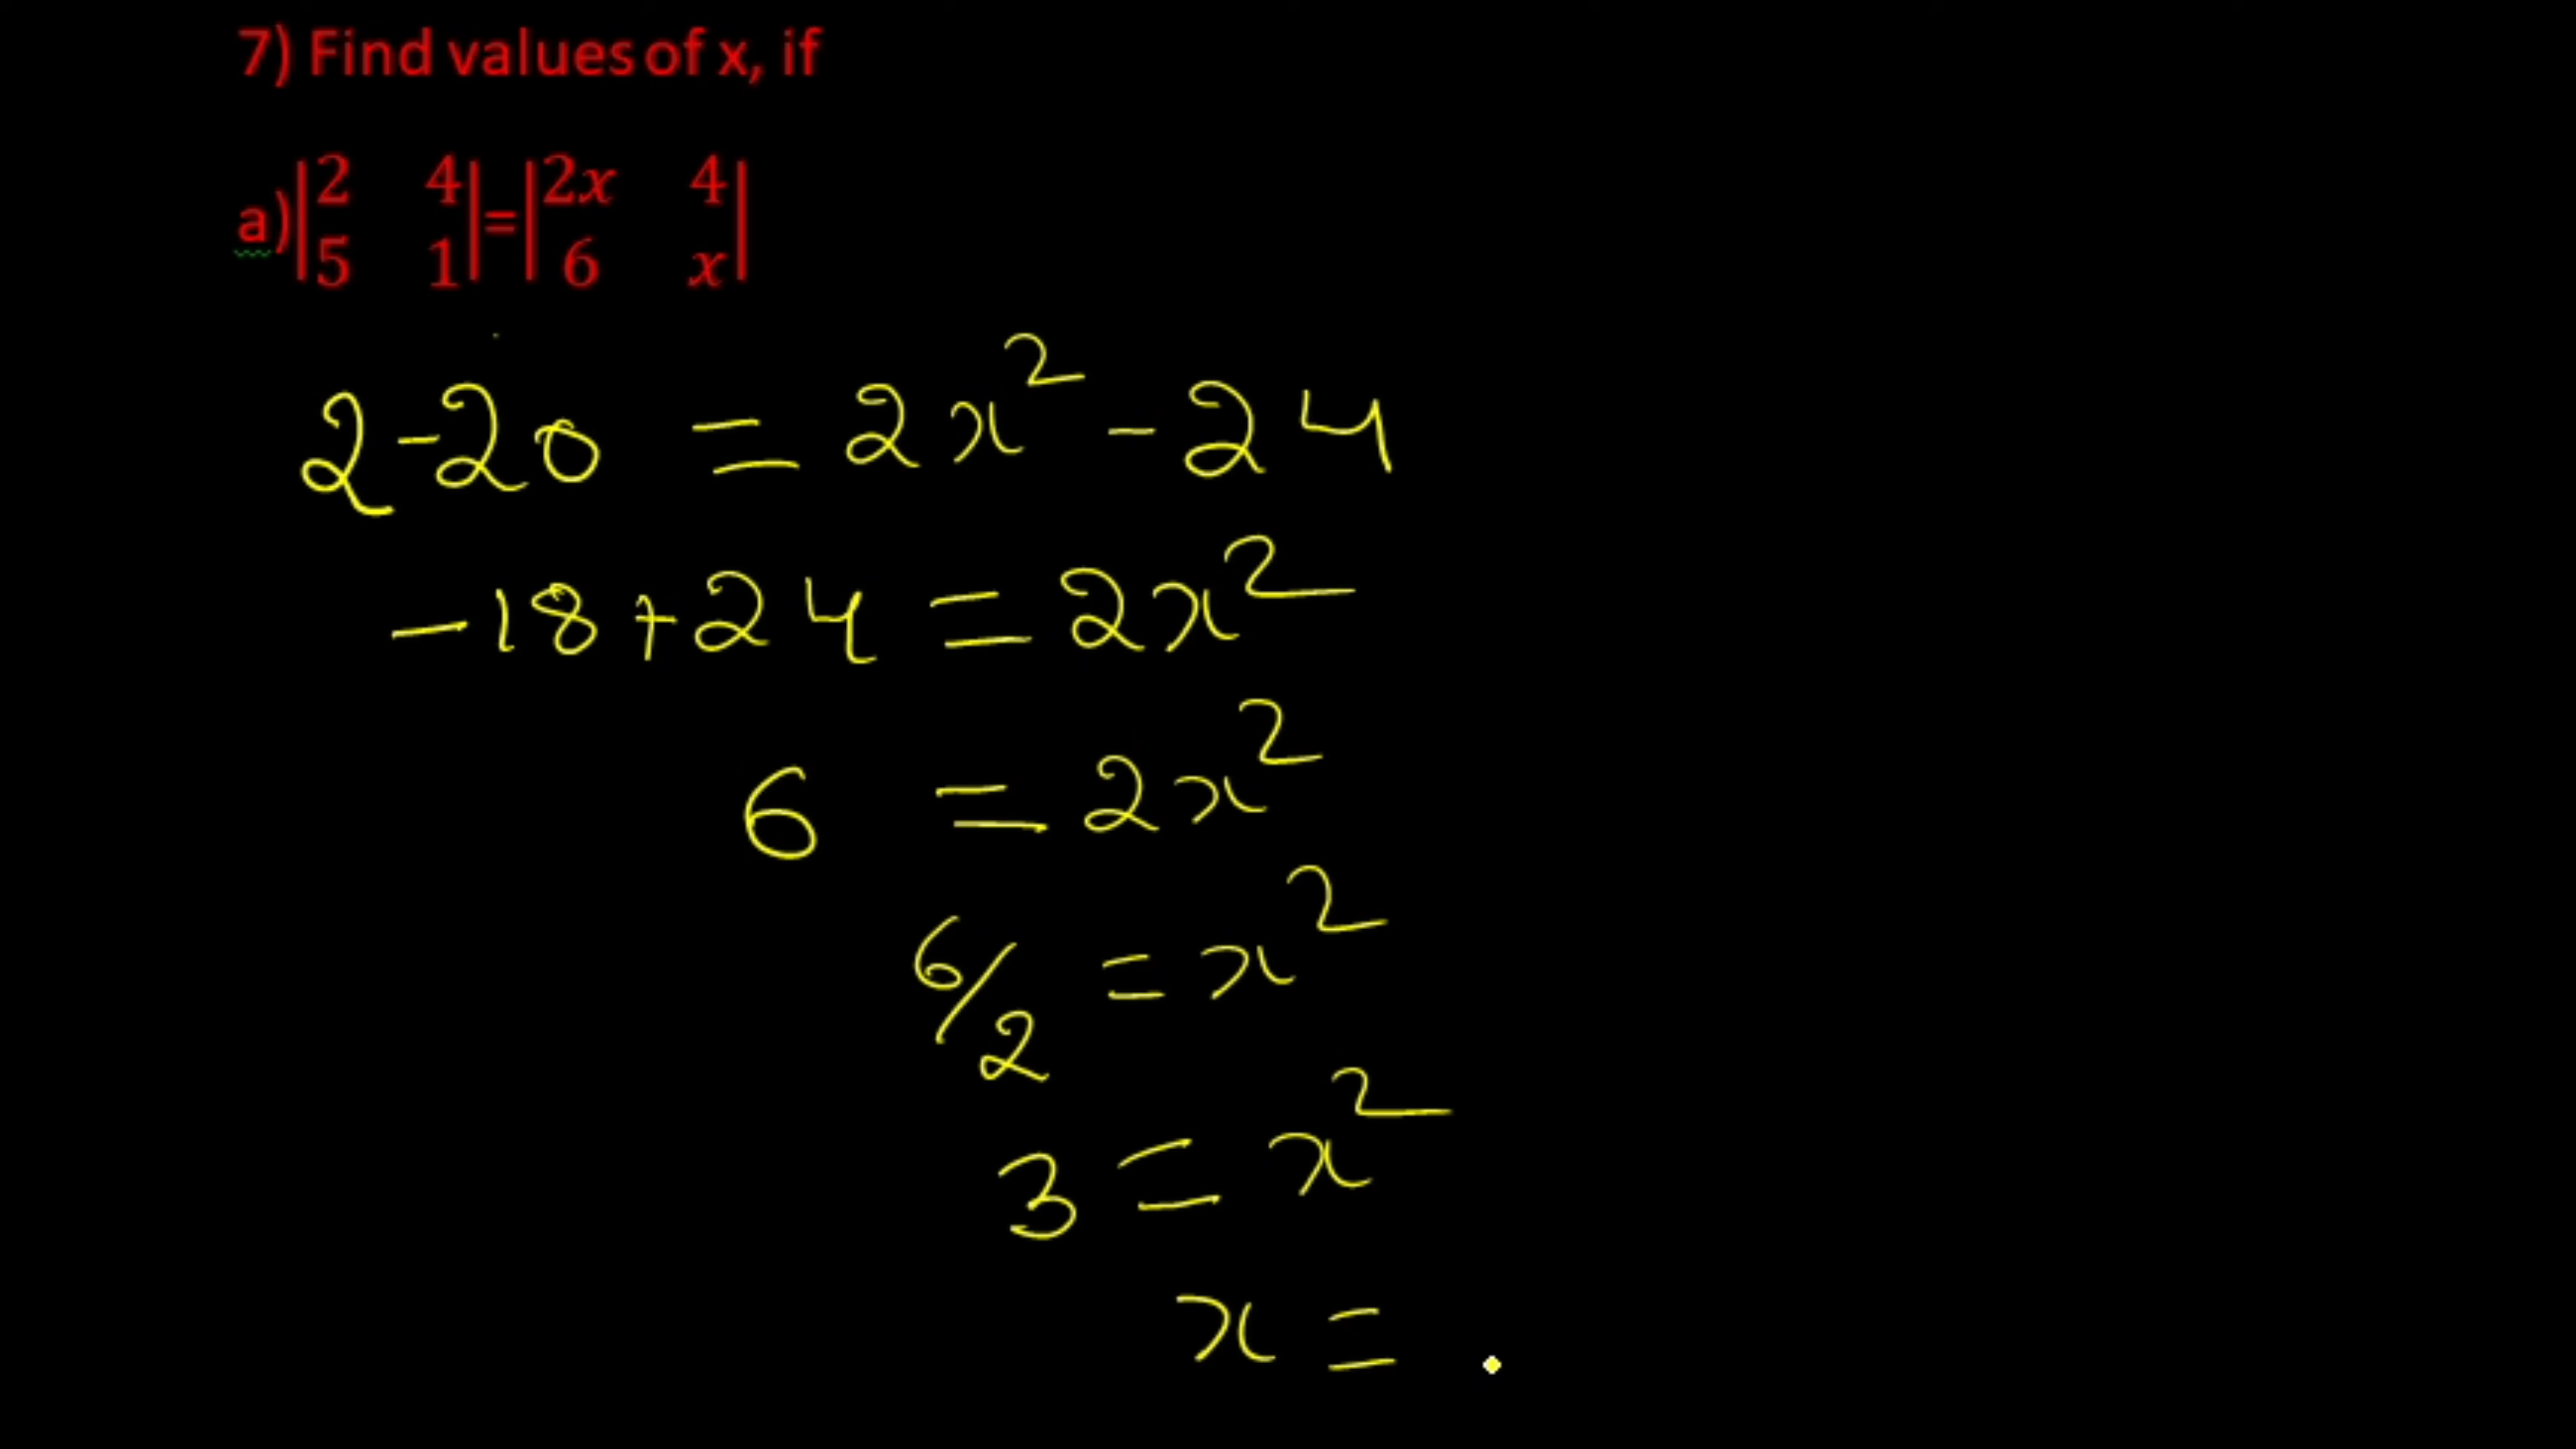 7) Find values of x, if
a) |2 4| = |2x 4|
|5 1| |6 x|
2-20 = 2x² - 24
-18+24 = 2x²
6 = 2x²
6/2 = x²
3 = x²
x =